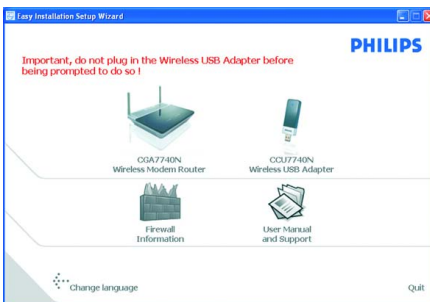 Easy Installation Setup Wizard
PHILIPS
Important, do not plug in the Wireless USB Adapter before
being prompted to do so !
CGA7740N
Wireless Modem Router
CCU7740N
Wireless USB Adapter
Firewall
Information
User Manual
and Support
Change language
Quit